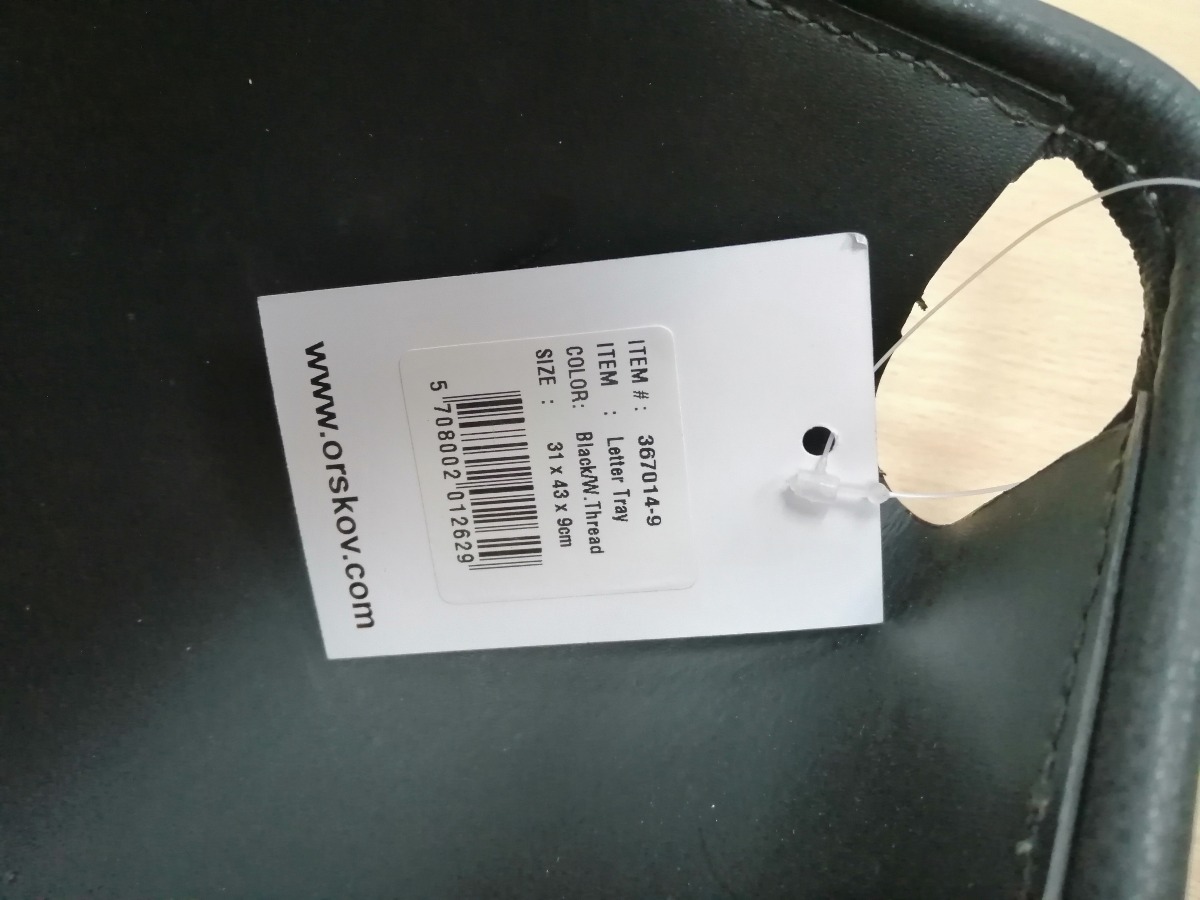 ITEM #: 367014-9
ITEM : Letter Tray
COLOR: Black/W.Thread
SIZE : 31 x 43 x 9cm
5 708002 012629
www.orskov.com